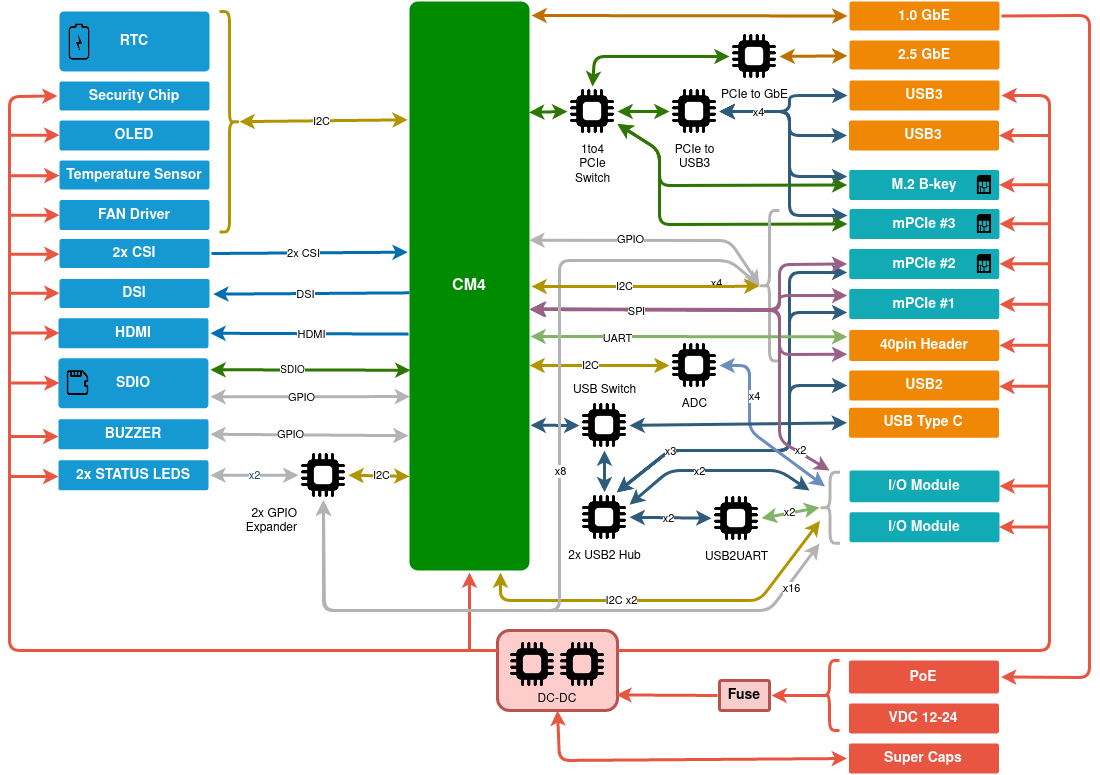 RTC
Security Chip
OLED
Temperature Sensor
FAN Driver
2x CSI
DSI
HDMI
SDIO
BUZZER
2x STATUS LEDS
I2C
2x CSI
DSI
HDMI
SDIO
GPIO
GPIO
x2
I2C
2x GPIO
Expander
CM4
1to4
PCIe
Switch
PCIe to GbE
PCIe to
USB3
x4
GPIO
I2C
x4
SPI
UART
I2C
ADC
x4
USB Switch
x3
x2
x2
x8
x2
2x USB2 Hub
USB2UART
x2
I2C x2
x16
1.0 GbE
2.5 GbE
USB3
USB3
M.2 B-key
mPCIe #3
mPCIe #2
mPCIe #1
40pin Header
USB2
USB Type C
I/O Module
I/O Module
DC-DC
Fuse
PoE
VDC 12-24
Super Caps